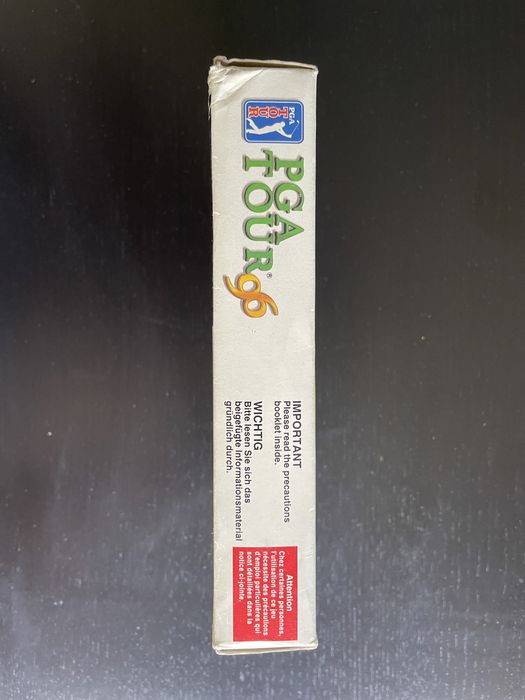 PGA
TOUR
PGA
TOUR® 96
IMPORTANT
Please read the precautions
booklet inside.
WICHTIG
Bitte lesen Sie sich das
beigefügte Informationsmaterial
gründlich durch.
Attention
Chez certaines personnes,
l'utilisation de ce jeu
nécessite des précautions
d'emploi particulières qui
sont détaillées dans la
notice ci-jointe.